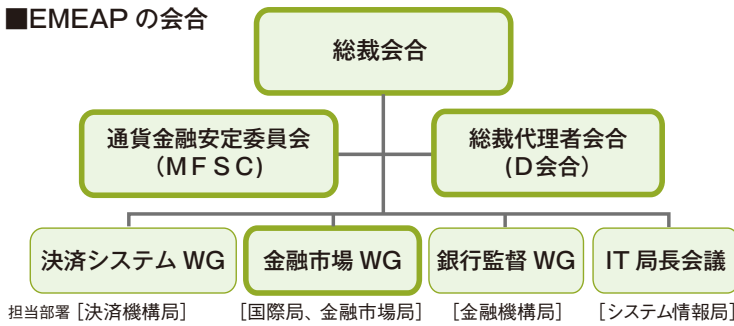 ■EMEAP の会合
総裁会合
通貨金融安定委員会
(MFSC)
総裁代理者会合
(D会合)
決済システム WG
金融市場 WG
銀行監督 WG
IT 局長会議
担当部署 [決済機構局]
[国際局、金融市場局]
[金融機構局]
[システム情報局]